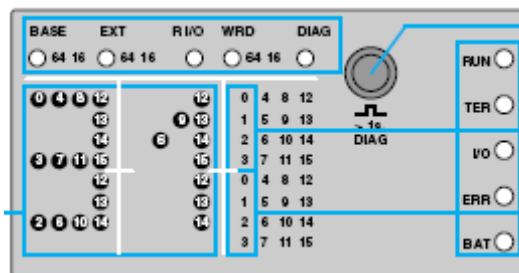 BASE EXT R I/O WRD DIAG
64 16 64 16 64 16
RUN
TER
I/O
ERR
BAT
~ 1s
DIAG
0 4 8 12 12 0 4 8 12
13 9 13 1 5 9 13
14 6 14 2 6 10 14
3 7 11 15 15 3 7 11 15
12 12 0 4 8 12
13 13 1 5 9 13
2 6 10 14 14 2 6 10 14
3 7 11 15